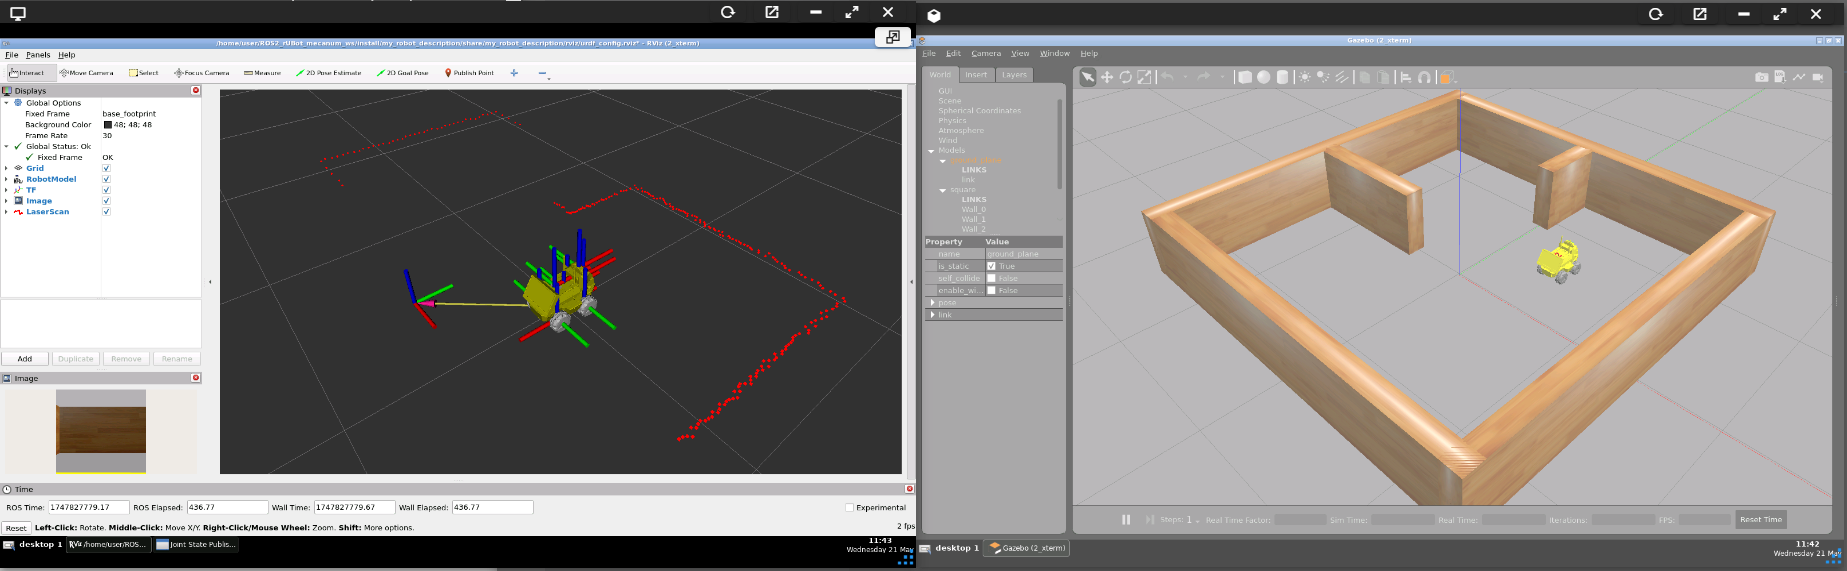 /home/user/ROS2_rUBot_mecanum_ws/install/my_robot_description/share/my_robot_description/rviz/urdf_config.rviz* - RViz (2_xterm)
File Panels Help
Interact Move Camera Select Focus Camera Measure 2D Pose Estimate 2D Goal Pose Publish Point
Displays
Global Options
Fixed Frame base_footprint
Background Color 48; 48; 48
Frame Rate 30
Global Status: Ok
Fixed Frame OK
Grid
RobotModel
TF
Image
LaserScan
Add Duplicate Remove Rename
Image
Time
ROS Time: 1747827779.17 ROS Elapsed: 436.77 Wall Time: 1747827779.67 Wall Elapsed: 436.77 Experimental
Reset Left-Click: Rotate. Middle-Click: Move X/Y. Right-Click/Mouse Wheel: Zoom. Shift: More options. 2 fps
desktop 1 RViz /home/user/ROS... Joint State Publis... 11:43
Wednesday 21 May
Gazebo (2_xterm)
File Edit Camera View Window Help
World Insert Layers
GUI
Scene
Spherical Coordinates
Physics
Atmosphere
Wind
Models
ground_plane
LINKS
link
square
LINKS
Wall_0
Wall_1
Wall_2
Property Value
name ground_plane
is_static True
self_collide False
enable_wi... False
pose
link
Steps: 1 Real Time Factor: Sim Time: Real Time: Iterations: FPS: Reset Time
desktop 1 Gazebo (2_xterm) 11:42
Wednesday 21 May